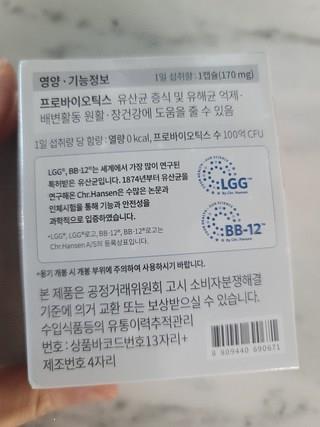 영양·기능정보 1일 섭취량 : 1캡슐(170 mg)
프로바이오틱스 유산균 증식 및 유해균 억제·
배변활동 원활·장건강에 도움을 줄 수 있음
1일 섭취량 당 함량 : 열량 0 kcal, 프로바이오틱스 수 100억 CFU
LGG®, BB-12®는 세계에서 가장 많이 연구된
특허받은 유산균입니다. 1874년부터 유산균을
연구해온 Chr.Hansen은 수많은 논문과
인체시험을 통해 기능과 안전성을
과학적으로 입증하였습니다.
•LGG®, LGG®로고, BB-12®, BB-12®로고는
Chr.Hansen A/S의 등록상표입니다.
LGG™
By Chr. Hansen
BB-12™
By Chr. Hansen
*용기 개봉 시 개봉 부위에 주의하여 사용하시기 바랍니다.
본 제품은 공정거래위원회 고시 소비자분쟁해결
기준에 의거 교환 또는 보상받으실 수 있습니다.
수입식품등의 유통이력추적관리
번호 : 상품바코드번호13자리+
제조번호 4자리
8 809440 690671